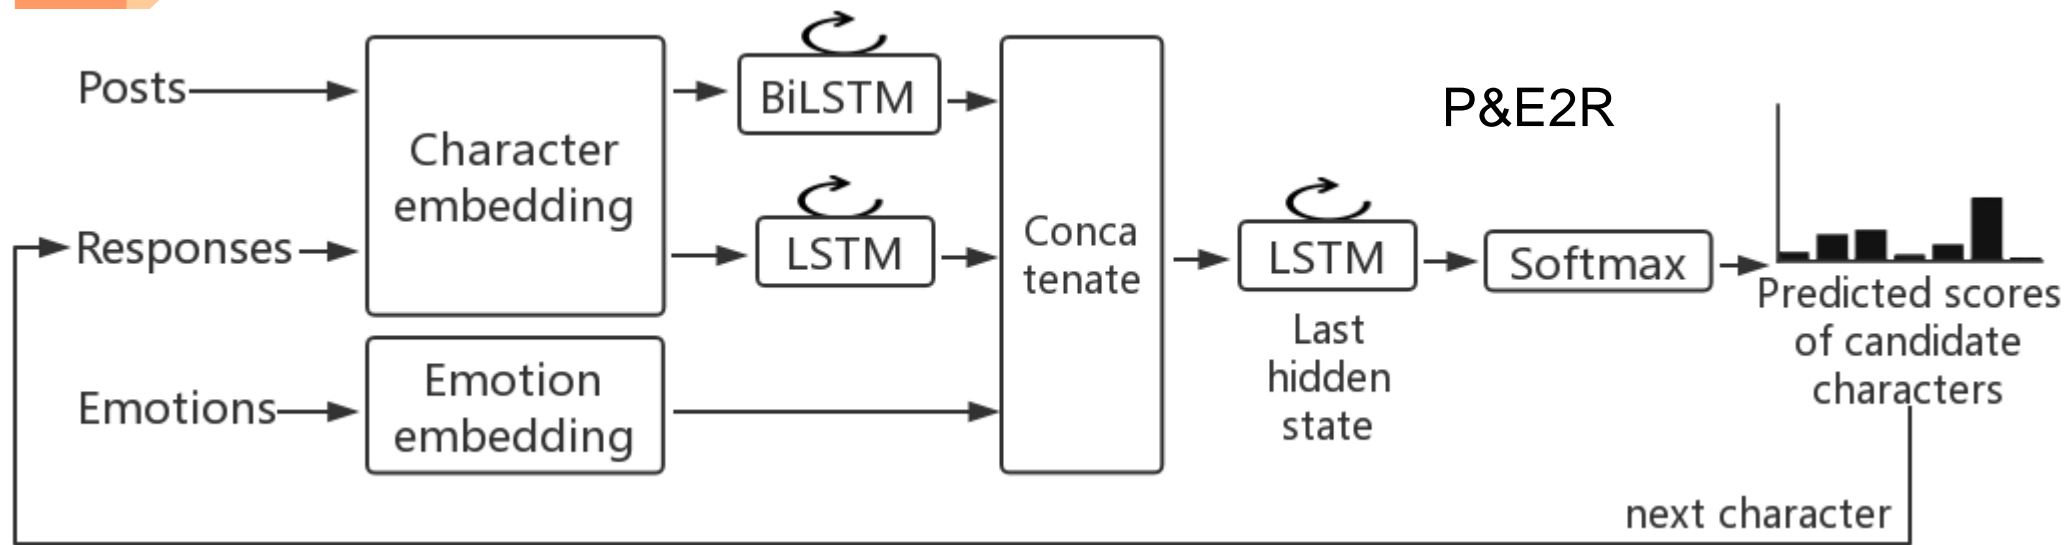 Posts
Character
embedding
BiLSTM
P&E2R
Responses
LSTM
Conca
tenate
LSTM
Softmax
Predicted scores
of candidate
characters
Last
hidden
state
Emotions
Emotion
embedding
next character